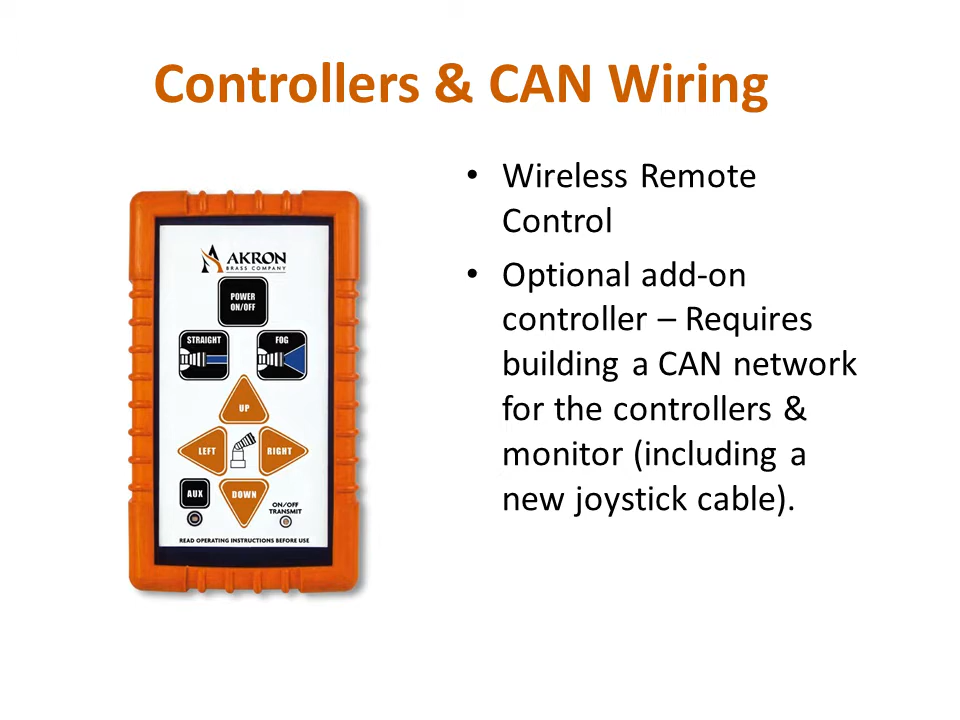 Controllers & CAN Wiring
• Wireless Remote
Control
• Optional add-on
controller – Requires
building a CAN network
for the controllers &
monitor (including a
new joystick cable).
AKRON
BRASS COMPANY
POWER
ON/OFF
STRAIGHT
FOG
UP
LEFT
RIGHT
AUX
DOWN
ON/OFF
TRANSMIT
READ OPERATING INSTRUCTIONS BEFORE USE